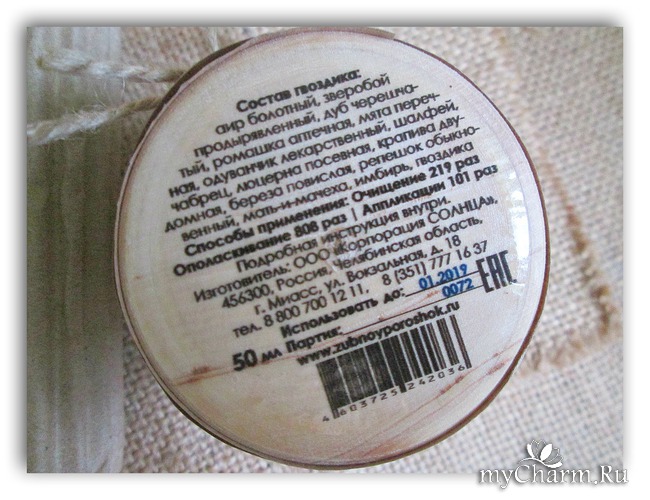 Состав гвоздика:
аир болотный, зверобой
продырявленный, дуб черешча-
тый, ромашка аптечная, мята переч-
ная, одуванчик лекарственный, шалфей,
чабрец, люцерна посевная, крапива дву-
домная, береза повислая, репешок обыкно-
венный, мать-и-мачеха, имбирь, гвоздика
Способы применения: Очищение 219 раз
Ополаскивание 808 раз | Аппликации 101 раз
Подробная инструкция внутри.
Изготовитель: ООО «Корпорация СОЛНЦА»,
456300, Россия, Челябинская область,
г. Миасс, ул. Вокзальная, д. 18
тел. 8 800 700 12 11, 8 (351) 777 16 37
Использовать до: 01.2019
50 мл Партия: 0072
EAC
www.zubnoyporoshok.ru
4603725242036
myCharm.Ru